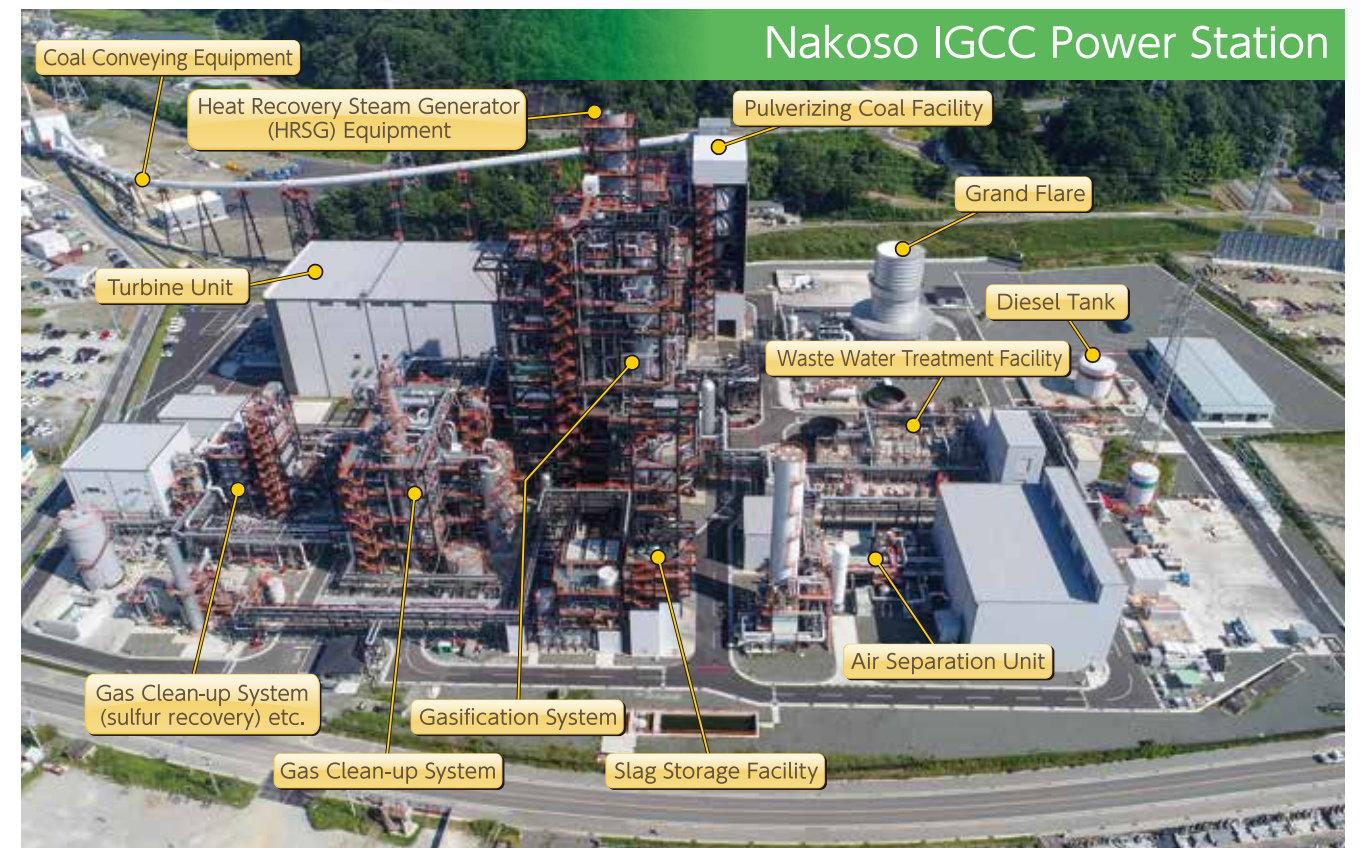 Nakoso IGCC Power Station
Coal Conveying Equipment
Heat Recovery Steam Generator
(HRSG) Equipment
Pulverizing Coal Facility
Grand Flare
Turbine Unit
Diesel Tank
Waste Water Treatment Facility
Air Separation Unit
Gas Clean-up System
(sulfur recovery) etc.
Gasification System
Gas Clean-up System
Slag Storage Facility